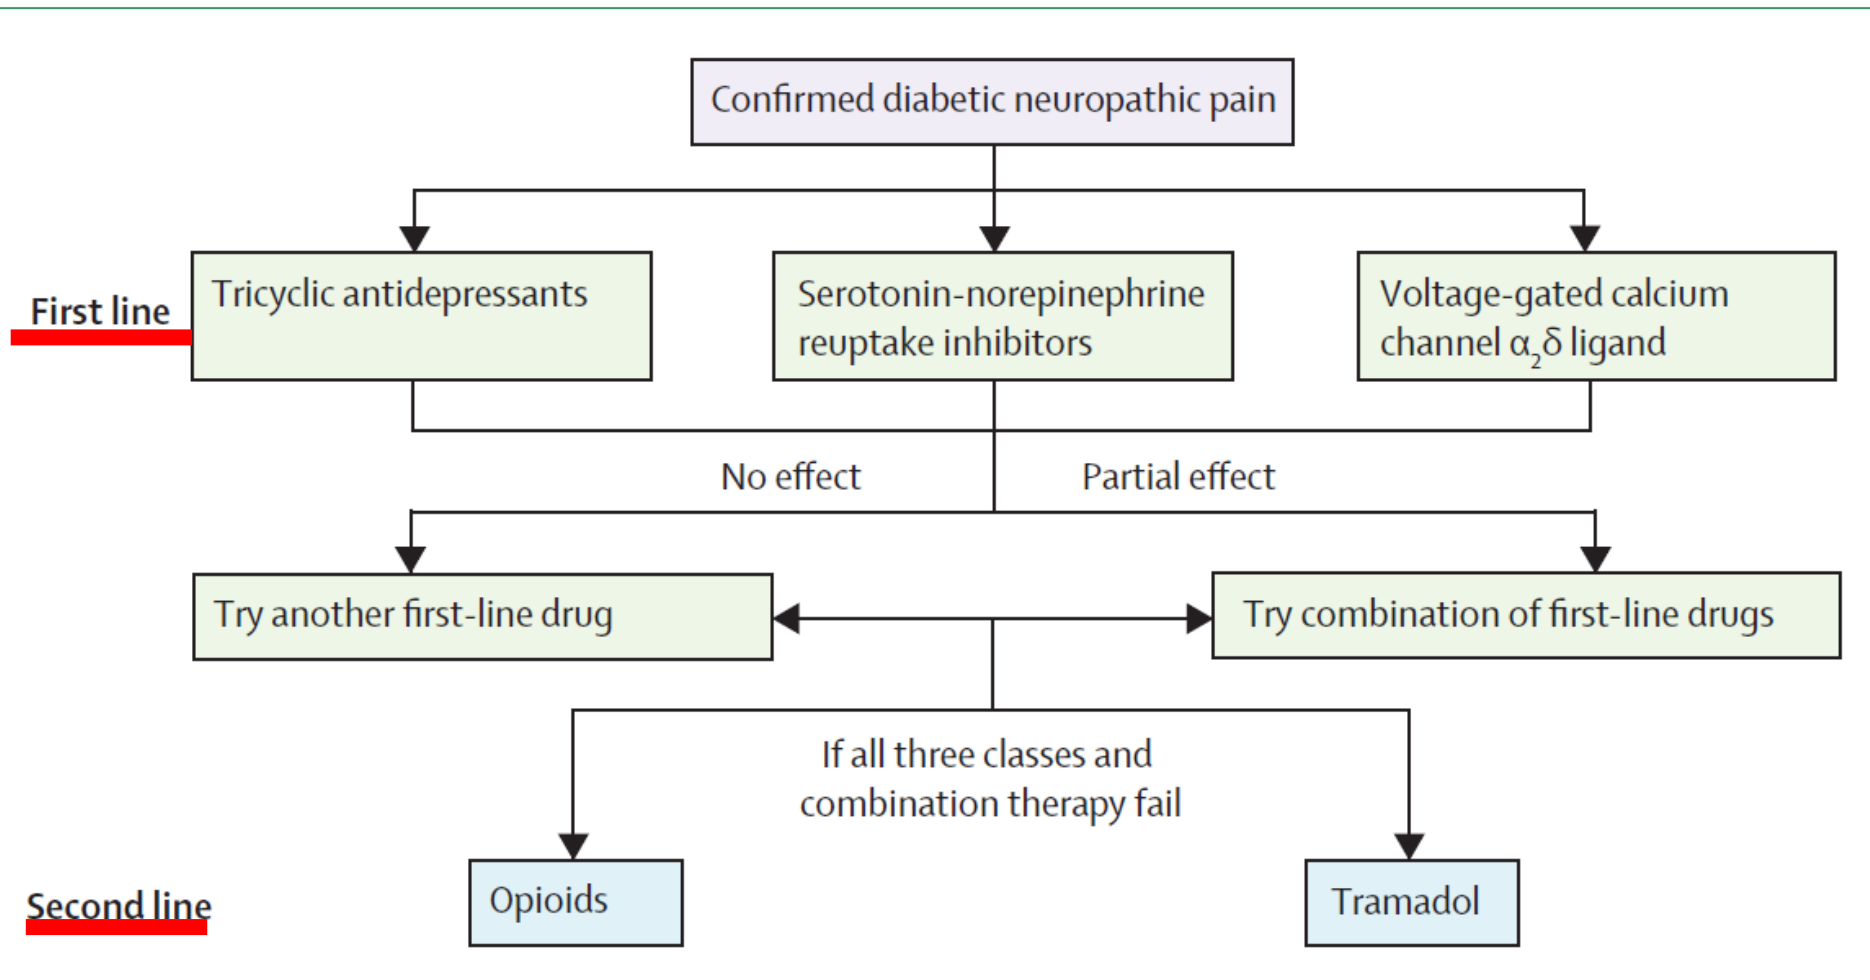 Confirmed diabetic neuropathic pain
First line
Tricyclic antidepressants
Serotonin-norepinephrine
reuptake inhibitors
Voltage-gated calcium
channel α₂δ ligand
No effect
Partial effect
Try another first-line drug
Try combination of first-line drugs
If all three classes and
combination therapy fail
Second line
Opioids
Tramadol